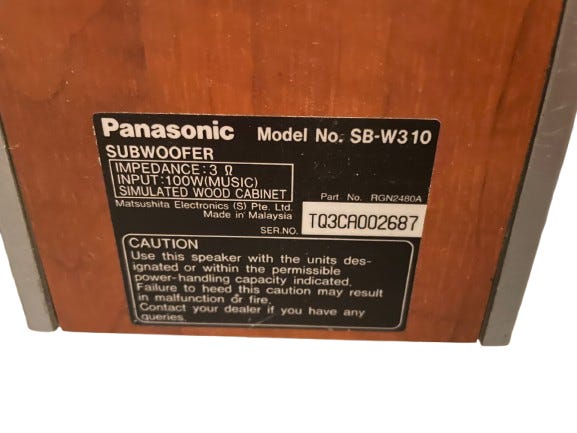 Panasonic Model No. SB-W310
SUBWOOFER
IMPEDANCE: 3 Ω
INPUT: 100W(MUSIC)
SIMULATED WOOD CABINET
Part No. RGN2480A
Matsushita Electronics (S) Pte. Ltd.
Made in Malaysia
SER.NO. TQ3CA002687
CAUTION
Use this speaker with the units des-
ignated or within the permissible
power-handling capacity indicated.
Failure to heed this caution may result
in malfunction or fire.
Contact your dealer if you have any
queries.